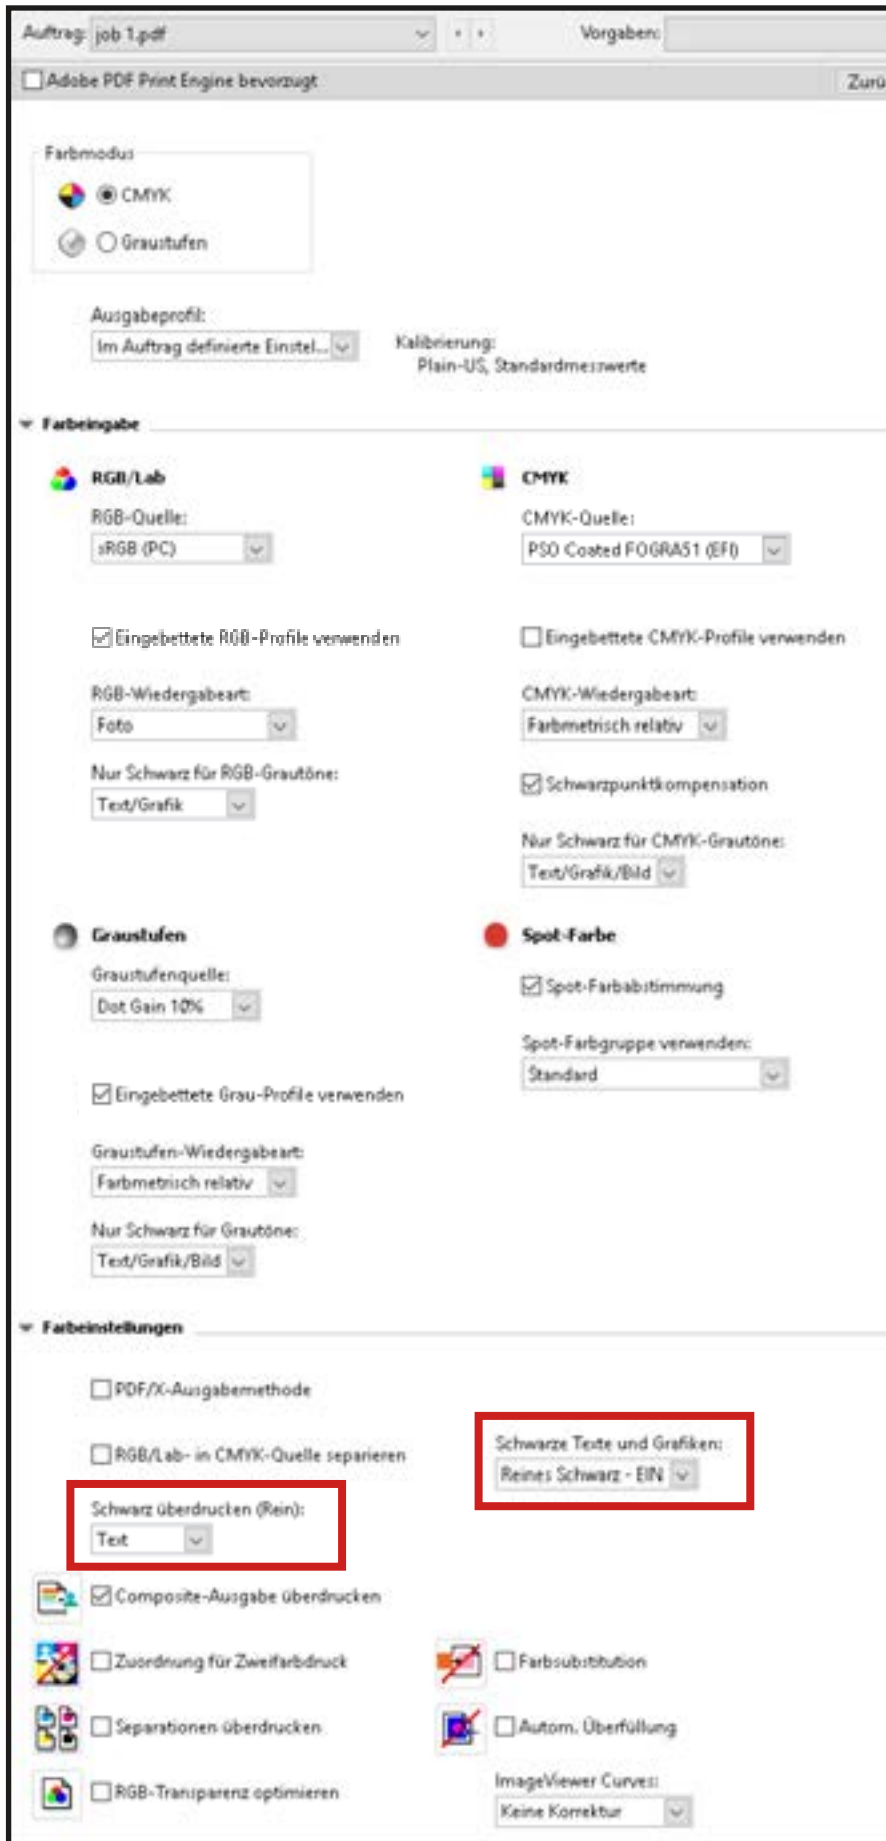 Auftrag: job 1.pdf Vorgaben:
Adobe PDF Print Engine bevorzugt
Farbmodus
CMYK
Graustufen
Ausgabeprofil:
Im Auftrag definierte Einstel...
Kalibrierung:
Plain-US, Standardmesswerte
Farbeingabe
RGB/Lab
RGB-Quelle:
sRGB (PC)
Eingebettete RGB-Profile verwenden
RGB-Wiedergabeart:
Foto
Nur Schwarz für RGB-Grautöne:
Text/Grafik
CMYK
CMYK-Quelle:
PSO Coated FOGRA51 (EFI)
Eingebettete CMYK-Profile verwenden
CMYK-Wiedergabeart:
Farbmetrisch relativ
Schwarzpunktkompensation
Nur Schwarz für CMYK-Grautöne:
Text/Grafik/Bild
Graustufen
Graustufenquelle:
Dot Gain 10%
Eingebettete Grau-Profile verwenden
Graustufen-Wiedergabeart:
Farbmetrisch relativ
Nur Schwarz für Grautöne:
Text/Grafik/Bild
Spot-Farbe
Spot-Farbabstimmung
Spot-Farbgruppe verwenden:
Standard
Farbeinstellungen
PDF/X-Ausgabemethode
RGB/Lab- in CMYK-Quelle separieren
Schwarze Texte und Grafiken:
Reines Schwarz - EIN
Schwarz überdrucken (Rein):
Text
Composite-Ausgabe überdrucken
Zuordnung für Zweifarbdruck
Farbsubstitution
Separationen überdrucken
Autom. Überfüllung
RGB-Transparenz optimieren
ImageViewer Curves:
Keine Korrektur